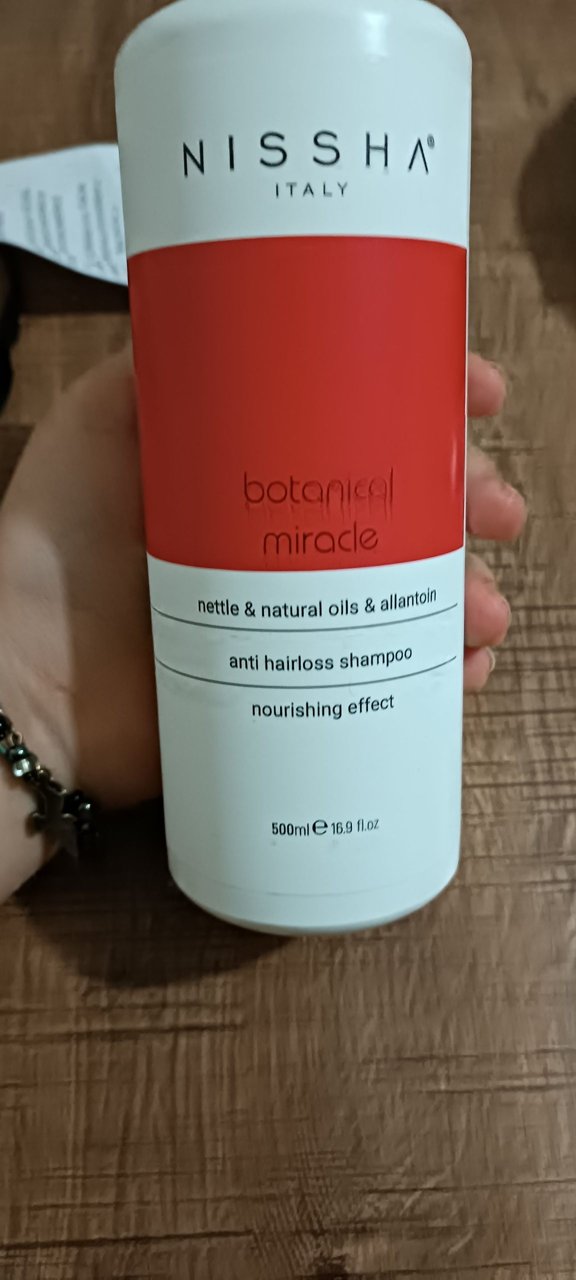 NISSHA®
ITALY
botanical
miracle
nettle & natural oils & allantoin
anti hairloss shampoo
nourishing effect
500ml ℮ 16.9 fl.oz